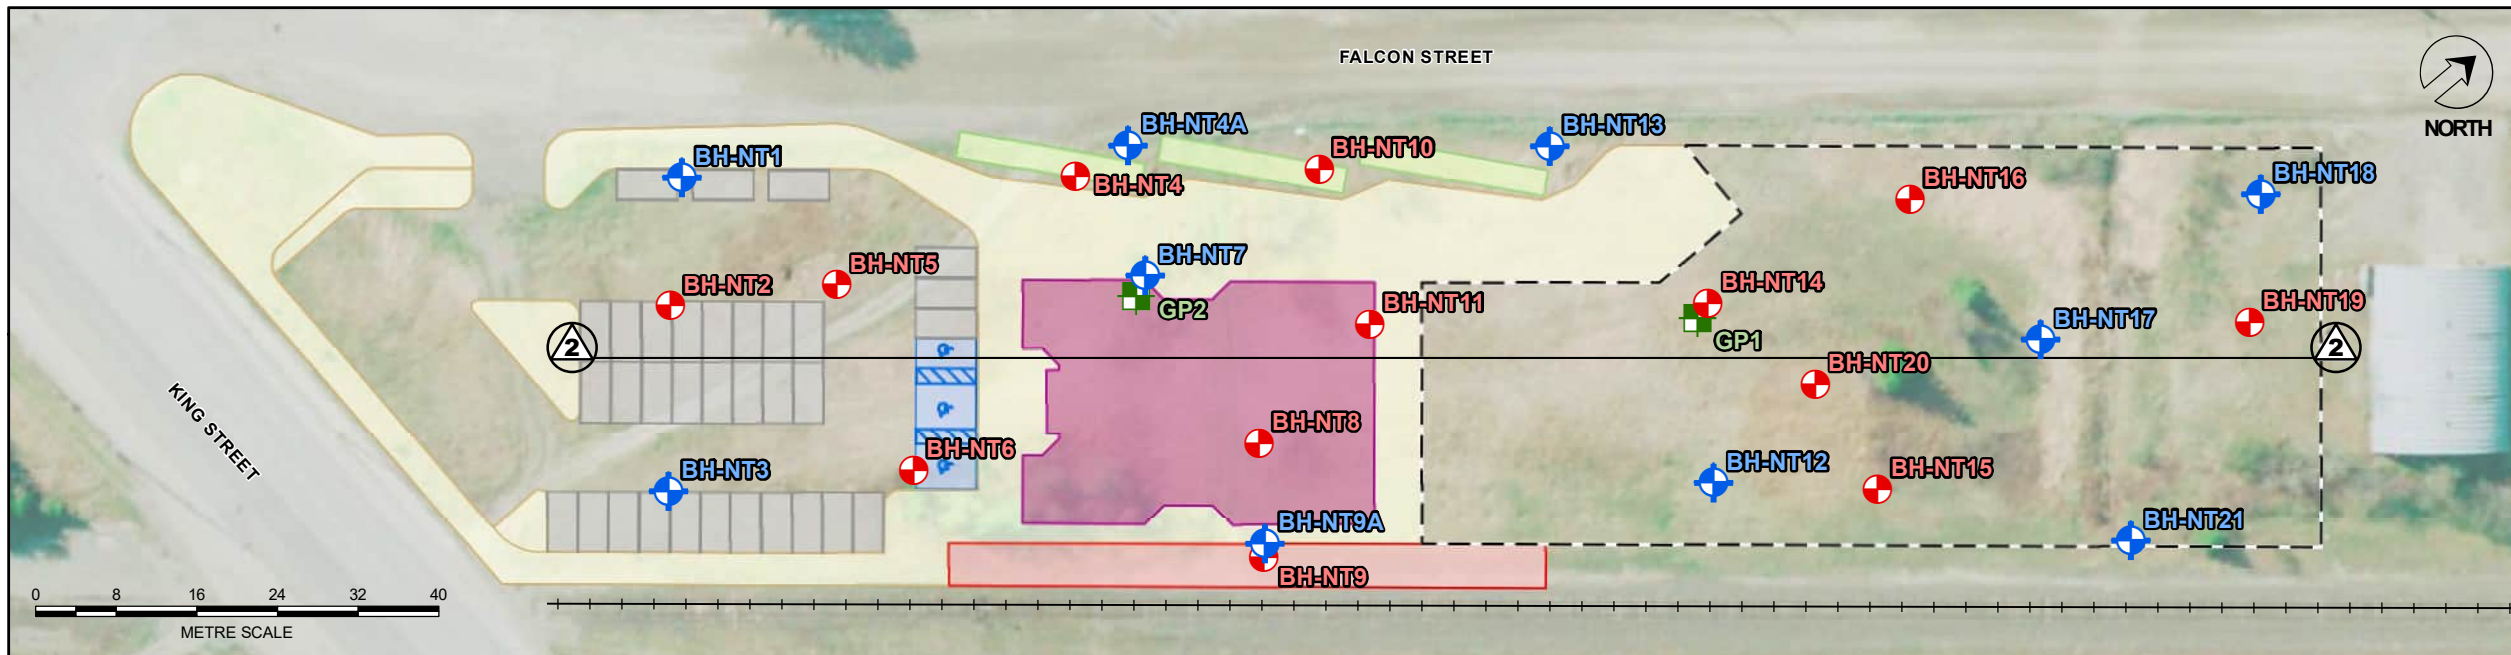 FALCON STREET
NORTH
BH-NT4A
BH-NT13
BH-NT1
BH-NT10
BH-NT4
BH-NT16
BH-NT18
BH-NT7
BH-NT5
BH-NT2
GP2
BH-NT11
BH-NT14
GP1
BH-NT17
BH-NT19
2
2
BH-NT20
KING STREET
BH-NT8
BH-NT6
BH-NT3
BH-NT12
BH-NT15
BH-NT9A
BH-NT21
BH-NT9
0 8 16 24 32 40
METRE SCALE